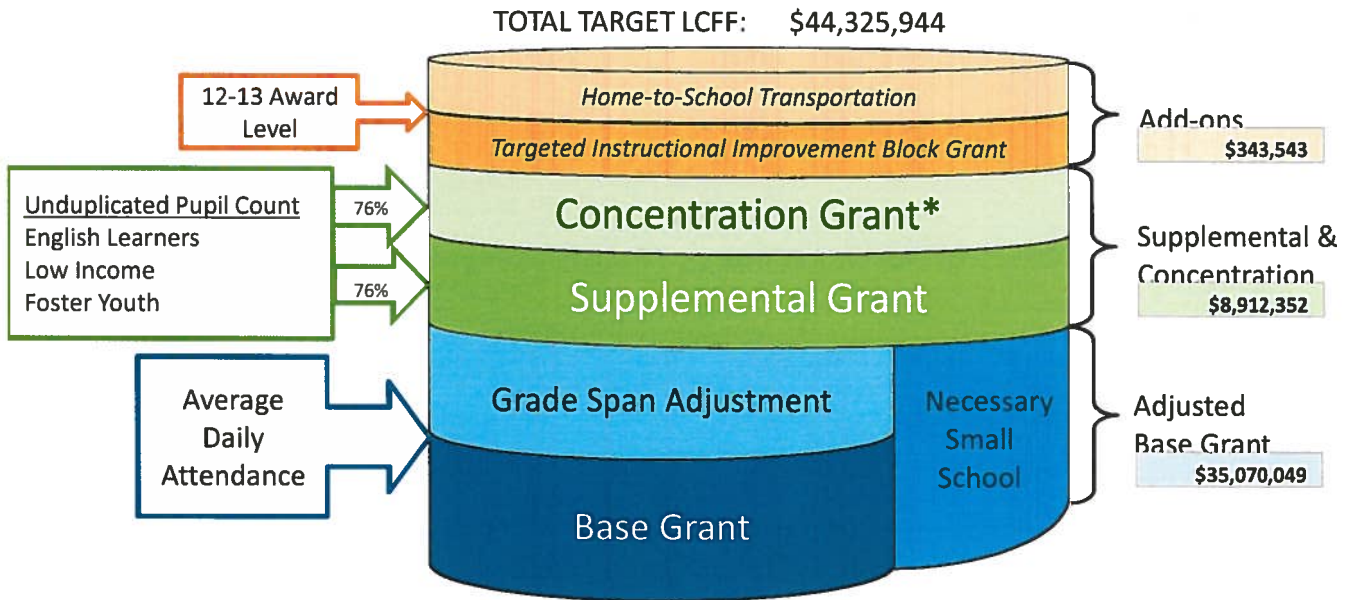 TOTAL TARGET LCFF: $44,325,944
12-13 Award
Level
Home-to-School Transportation
Targeted Instructional Improvement Block Grant
Add-ons
$343,543
Unduplicated Pupil Count
English Learners
Low Income
Foster Youth
76%
76%
Concentration Grant*
Supplemental Grant
Supplemental &
Concentration
$8,912,352
Average
Daily
Attendance
Grade Span Adjustment
Base Grant
Necessary
Small
School
Adjusted
Base Grant
$35,070,049